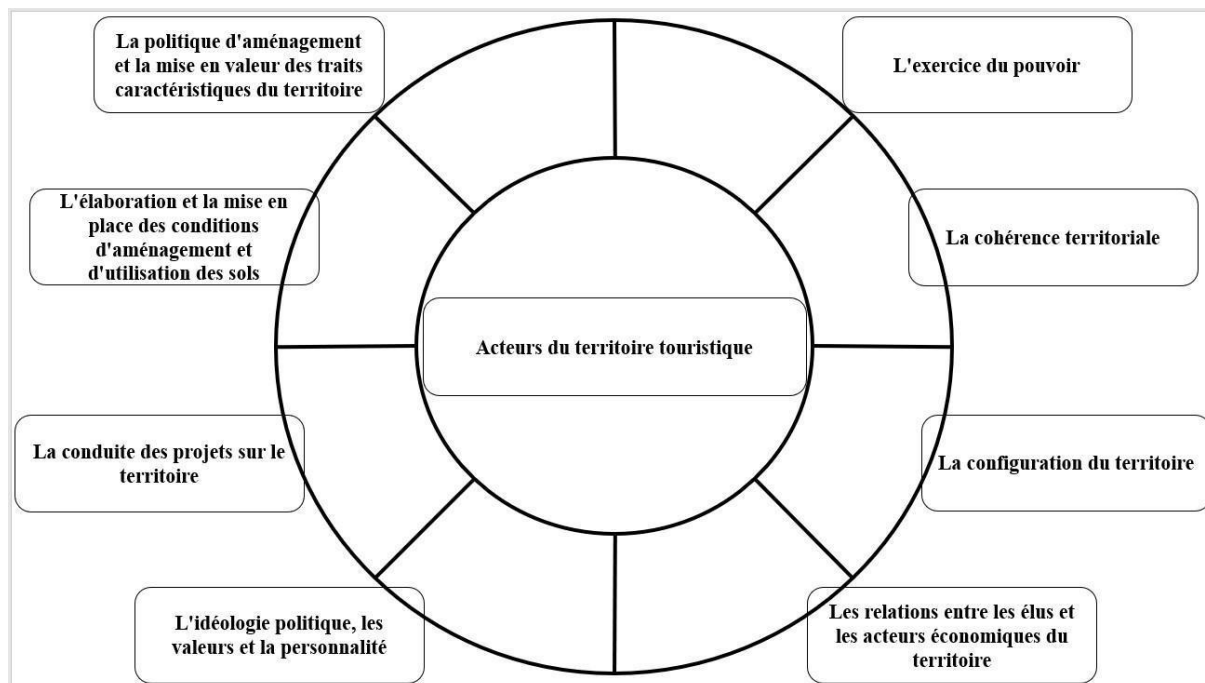 La politique d'aménagement
et la mise en valeur des traits
caractéristiques du territoire
L'exercice du pouvoir
L'élaboration et la mise en
place des conditions
d'aménagement et
d'utilisation des sols
La cohérence territoriale
Acteurs du territoire touristique
La conduite des projets sur le
territoire
La configuration du territoire
L'idéologie politique, les
valeurs et la personnalité
Les relations entre les élus et
les acteurs économiques du
territoire